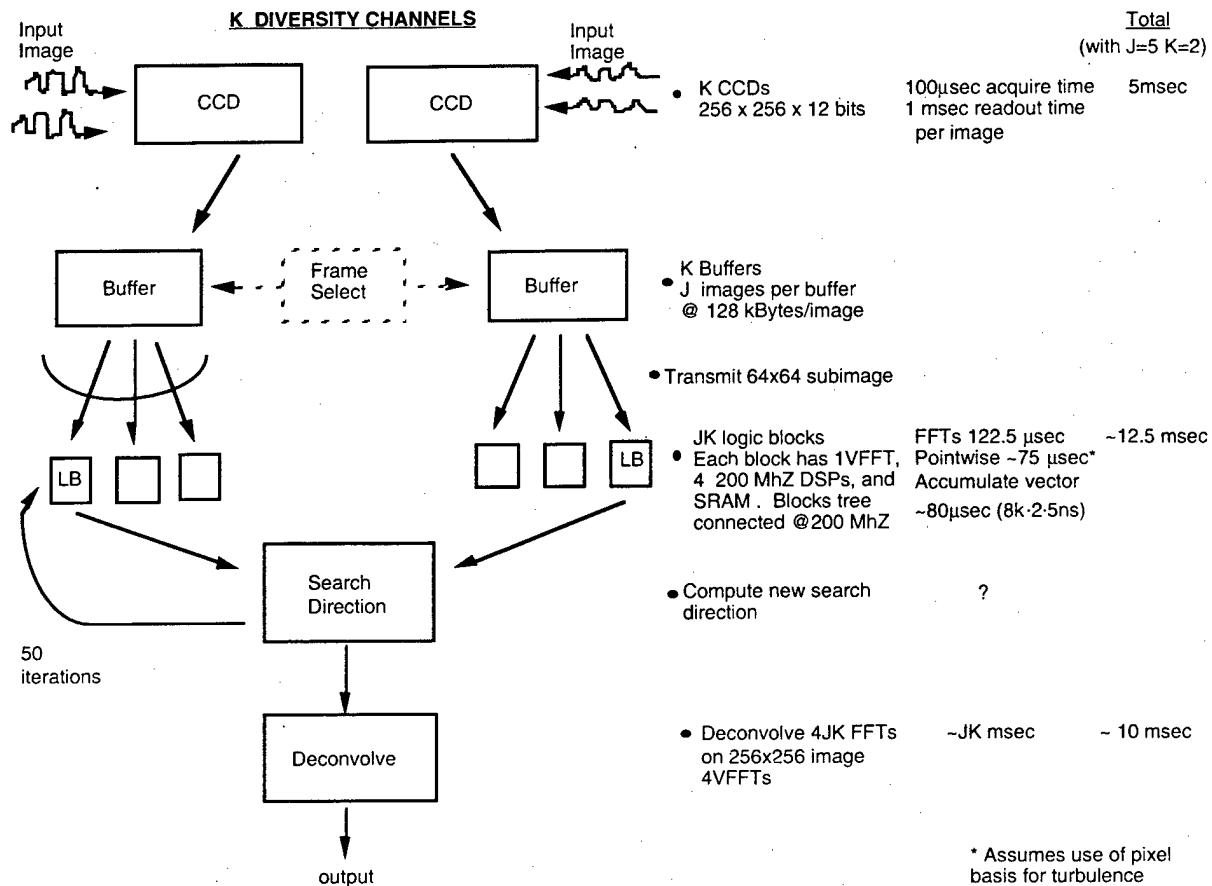 K DIVERSITY CHANNELS
Total
(with J=5 K=2)
Input
Image
Input
Image
CCD
CCD
• K CCDs
256 x 256 x 12 bits
100µsec acquire time
1 msec readout time
per image
5msec
Buffer
Frame
Select
Buffer
• K Buffers
J images per buffer
@ 128 kBytes/image
• Transmit 64x64 subimage
LB
LB
• JK logic blocks
Each block has 1VFFT,
4 200 MhZ DSPs, and
SRAM . Blocks tree
connected @200 MhZ
FFTs 122.5 µsec
Pointwise ~75 µsec*
Accumulate vector
~80µsec (8k·2·5ns)
~12.5 msec
Search
Direction
• Compute new search
direction
?
50
iterations
Deconvolve
• Deconvolve 4JK FFTs
on 256x256 image
4VFFTs
~JK msec
~ 10 msec
output
* Assumes use of pixel
basis for turbulence